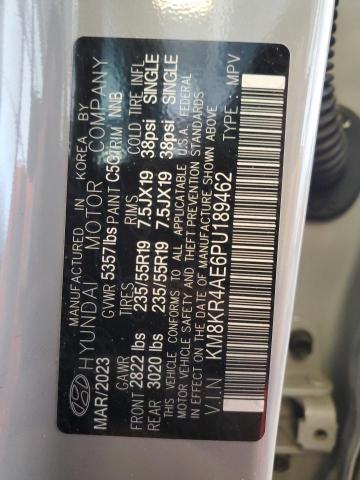 MANUFACTURED IN KOREA BY
HYUNDAI MOTOR COMPANY
MAR/2023 GVWR 5357lbs PAINT C5G TRIM NNB
GAWR TIRES RIMS COLD TIRE INFL.
FRONT 2822 lbs 235/55R19 7.5JX19 38psi SINGLE
REAR 3020 lbs 235/55R19 7.5JX19 38psi SINGLE
THIS VEHICLE CONFORMS TO ALL APPLICABLE U.S.A. FEDERAL
MOTOR VEHICLE SAFETY AND THEFT PREVENTION STANDARDS
IN EFFECT ON THE DATE OF MANUFACTURE SHOWN ABOVE
V.I.N : KM8KR4AE6PU189462 TYPE : MPV